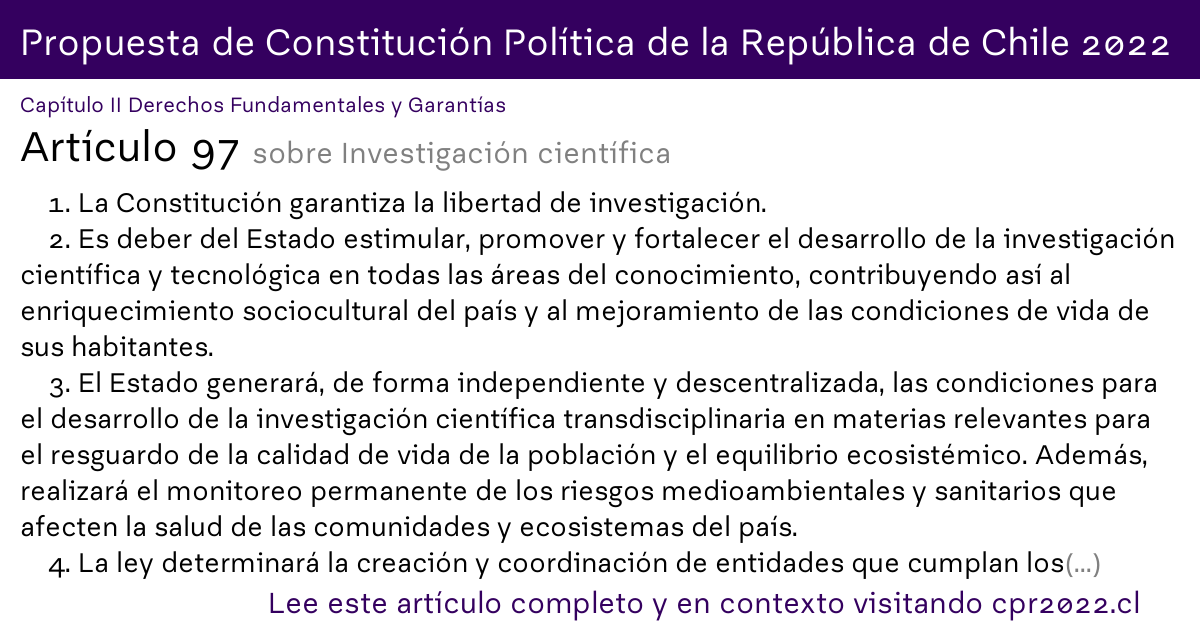 Propuesta de Constitución Política de la República de Chile 2022
Capítulo II Derechos Fundamentales y Garantías
Artículo 97 sobre Investigación científica
1. La Constitución garantiza la libertad de investigación.
2. Es deber del Estado estimular, promover y fortalecer el desarrollo de la investigación
científica y tecnológica en todas las áreas del conocimiento, contribuyendo así al
enriquecimiento sociocultural del país y al mejoramiento de las condiciones de vida de
sus habitantes.
3. El Estado generará, de forma independiente y descentralizada, las condiciones para
el desarrollo de la investigación científica transdisciplinaria en materias relevantes para
el resguardo de la calidad de vida de la población y el equilibrio ecosistémico. Además,
realizará el monitoreo permanente de los riesgos medioambientales y sanitarios que
afecten la salud de las comunidades y ecosistemas del país.
4. La ley determinará la creación y coordinación de entidades que cumplan los(...)
Lee este artículo completo y en contexto visitando cpr2022.cl